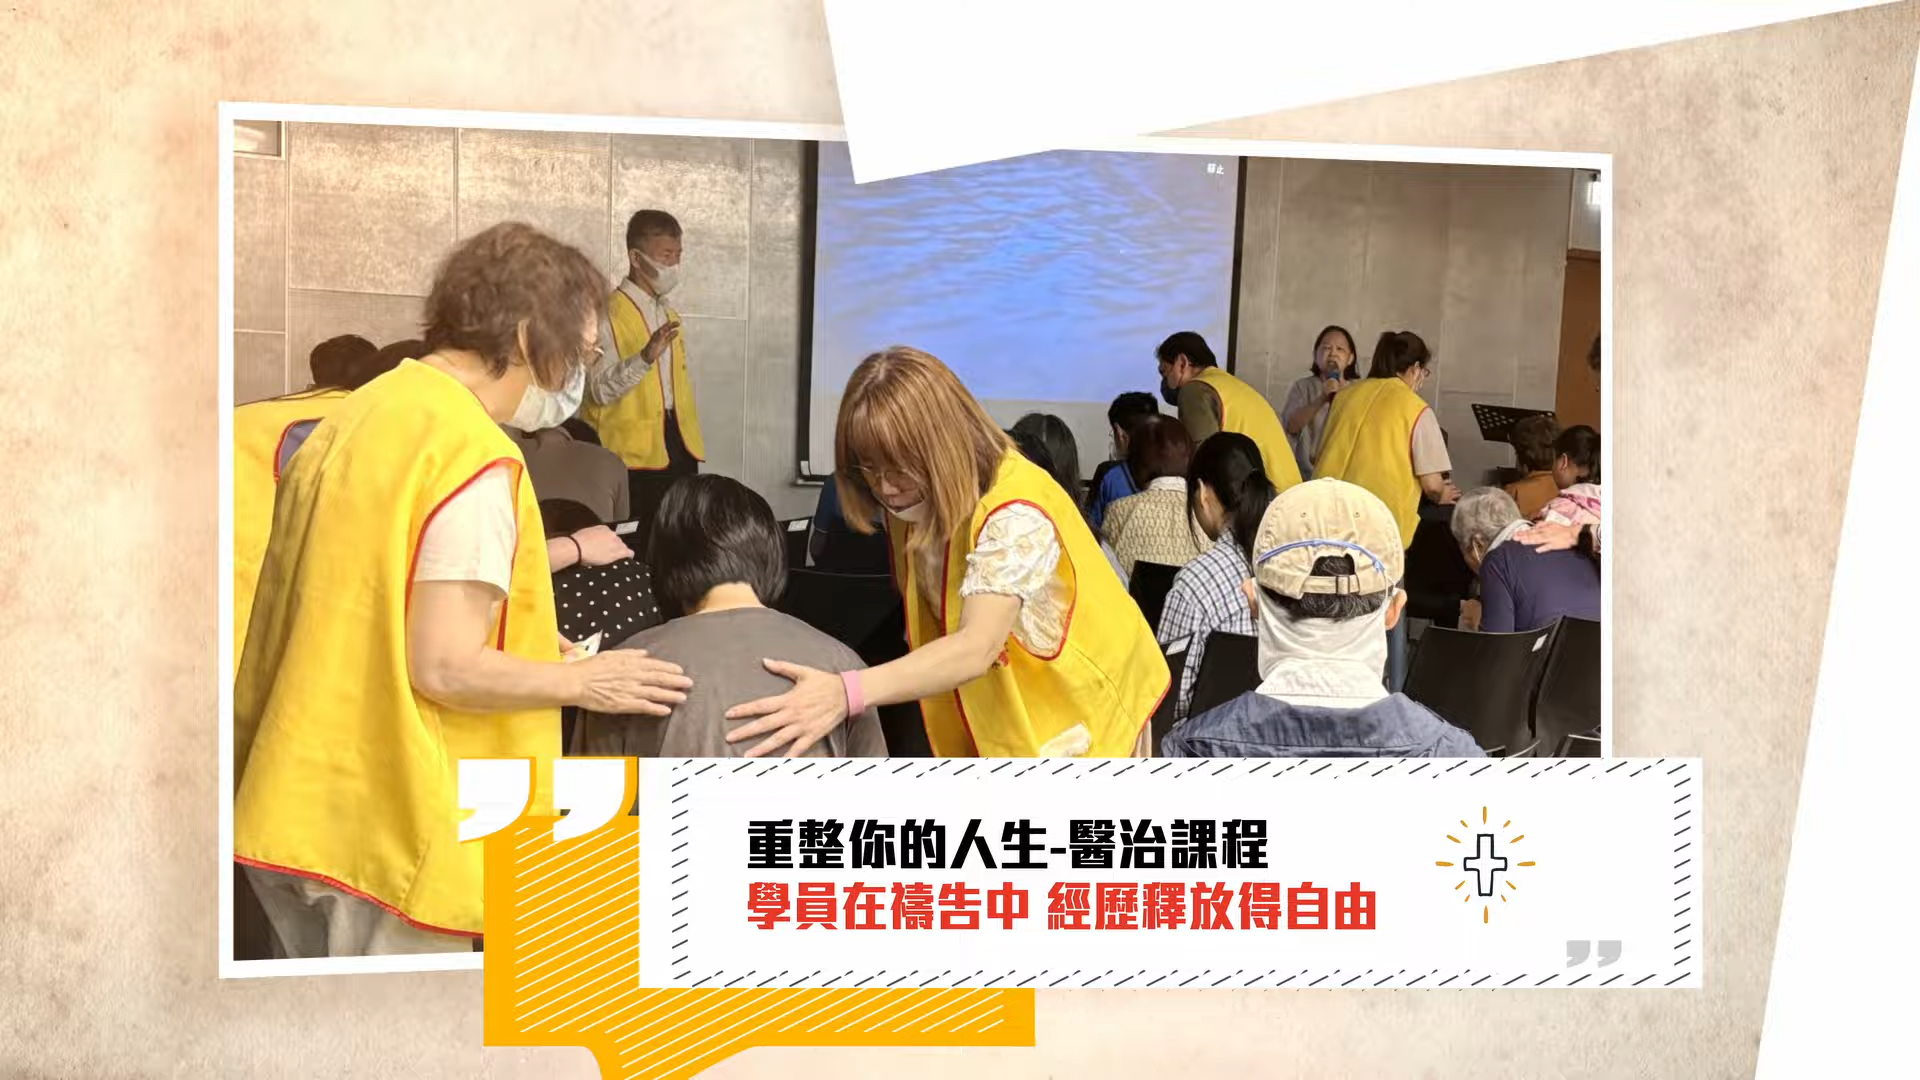 重整你的人生-醫治課程
學員在禱告中 經歷釋放得自由